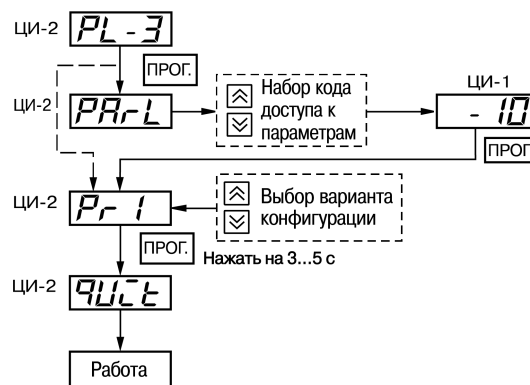 ЦИ-2 PL-3
ПРОГ.
ЦИ-2 PArL
Набор кода
доступа к
параметрам
ЦИ-1
- 10
ПРОГ
ЦИ-2 Pr 1
Выбор варианта
конфигурации
ПРОГ.
Нажать на 3...5 с
ЦИ-2 qUit
Работа